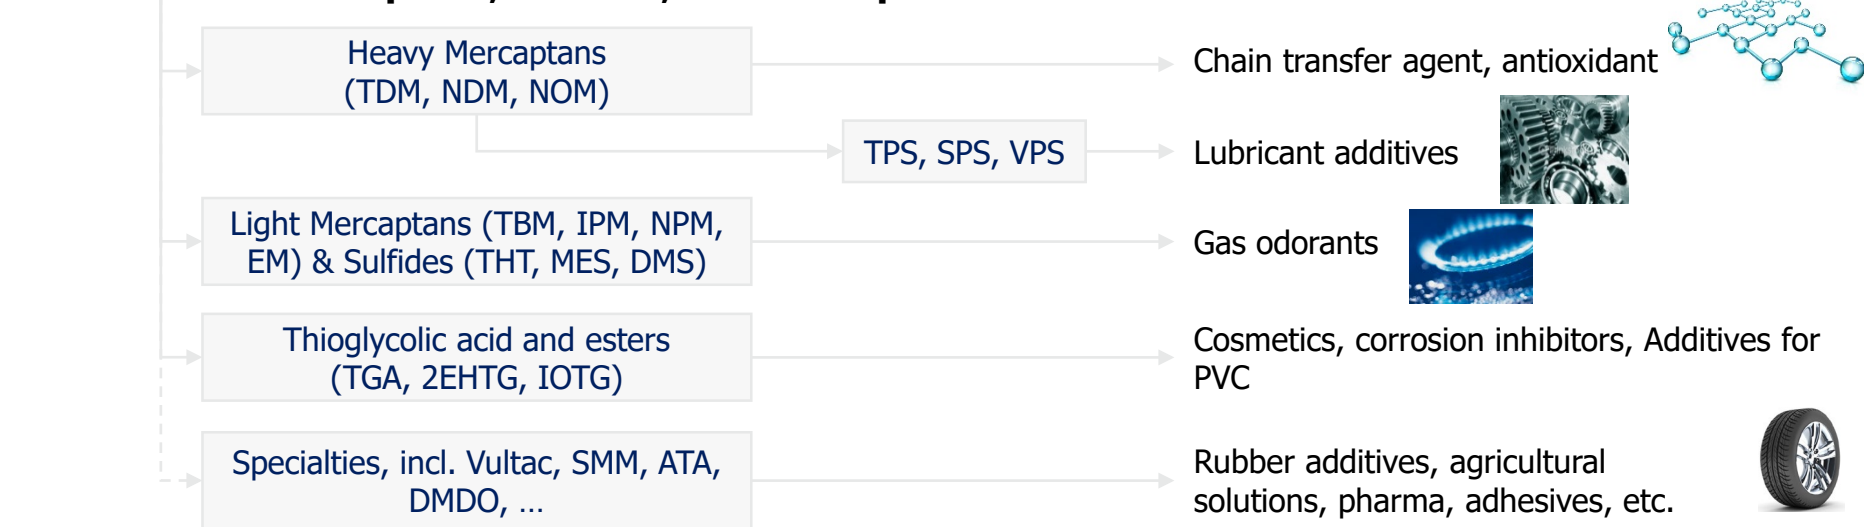 Heavy Mercaptans
(TDM, NDM, NOM)
Chain transfer agent, antioxidant
TPS, SPS, VPS
Lubricant additives
Light Mercaptans (TBM, IPM, NPM,
EM) & Sulfides (THT, MES, DMS)
Gas odorants
Thioglycolic acid and esters
(TGA, 2EHTG, IOTG)
Cosmetics, corrosion inhibitors, Additives for
PVC
Specialties, incl. Vultac, SMM, ATA,
DMDO, ...
Rubber additives, agricultural
solutions, pharma, adhesives, etc.